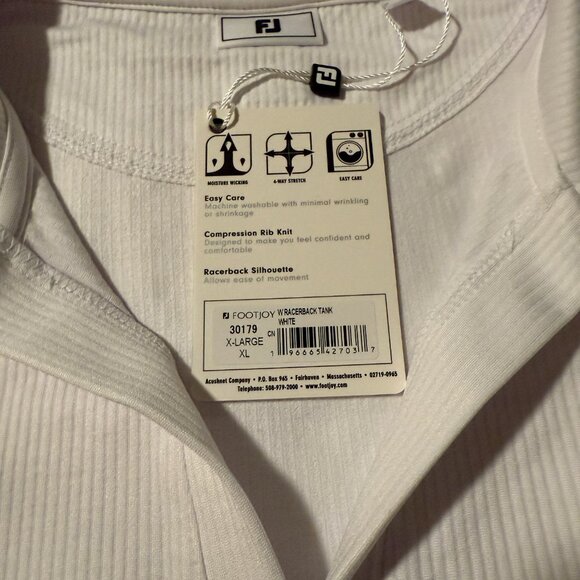 FJ
FJ
MOISTURE WICKING
4-WAY STRETCH
EASY CARE
Easy Care
Machine washable with minimal wrinkling
or shrinkage
Compression Rib Knit
Designed to make you feel confident and
comfortable
Racerback Silhouette
Allows ease of movement
FJ FOOTJOY W RACERBACK TANK
30179 WHITE
X-LARGE CN
XL 1 96665 42703 7
Acushnet Company • P.O. Box 965 • Fairhaven • Massachusetts • 02719-0965
Telephone: 508-979-2000 • www.footjoy.com